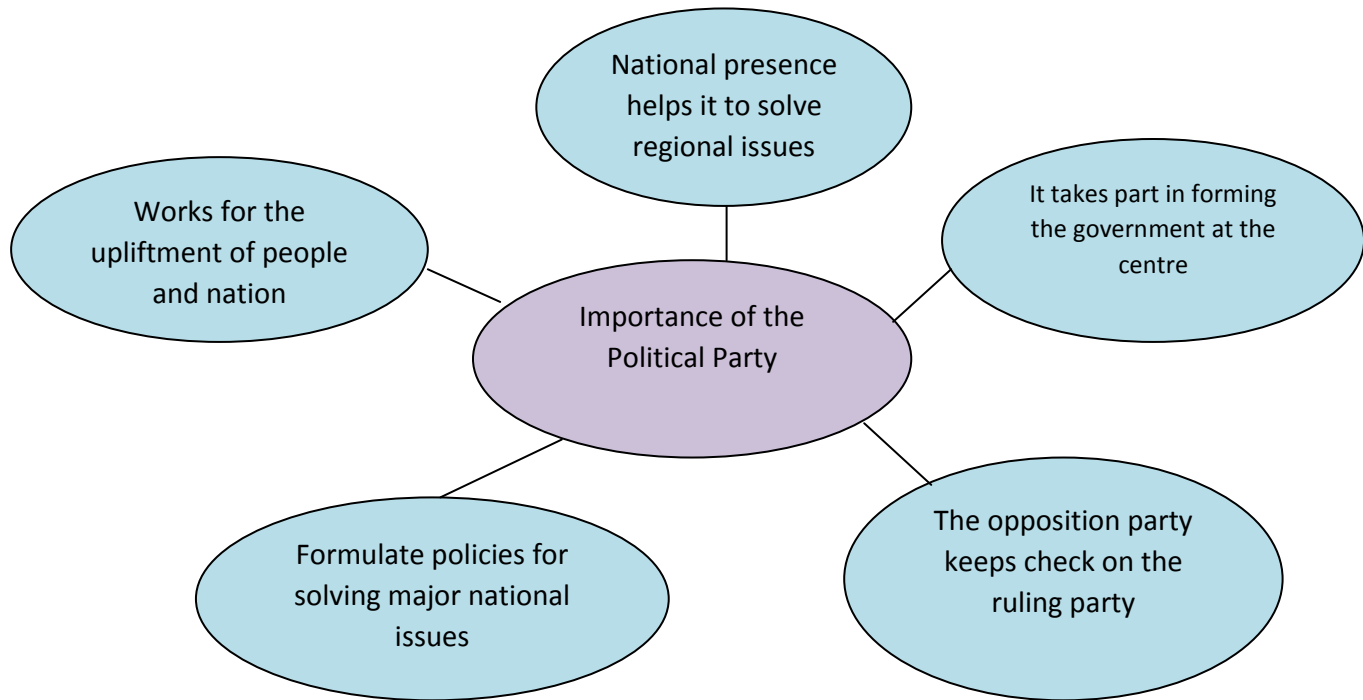 National presence
helps it to solve
regional issues
Works for the
upliftment of people
and nation
It takes part in forming
the government at the
centre
Importance of the
Political Party
Formulate policies for
solving major national
issues
The opposition party
keeps check on the
ruling party